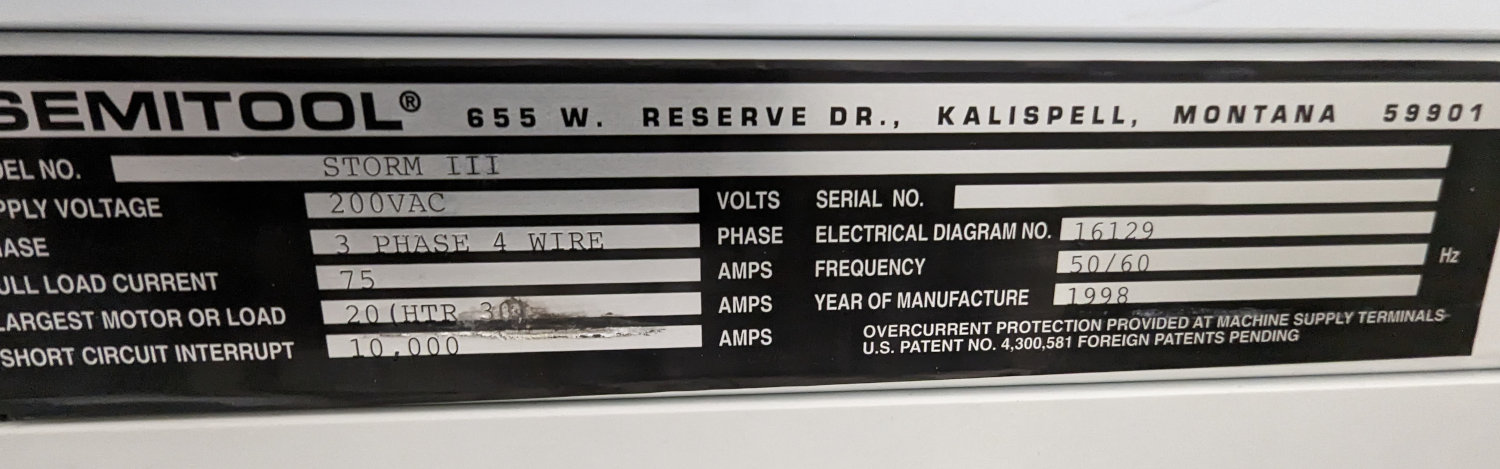 SEMITOOL® 655 W. RESERVE DR., KALISPELL, MONTANA 59901
DEL NO. STORM III
PPLY VOLTAGE 200VAC VOLTS SERIAL NO.
ASE 3 PHASE 4 WIRE PHASE ELECTRICAL DIAGRAM NO. 16129
ULL LOAD CURRENT 75 AMPS FREQUENCY 50/60 Hz
LARGEST MOTOR OR LOAD 20(HTR 30) AMPS YEAR OF MANUFACTURE 1998
SHORT CIRCUIT INTERRUPT 10,000 AMPS
OVERCURRENT PROTECTION PROVIDED AT MACHINE SUPPLY TERMINALS
U.S. PATENT NO. 4,300,581 FOREIGN PATENTS PENDING